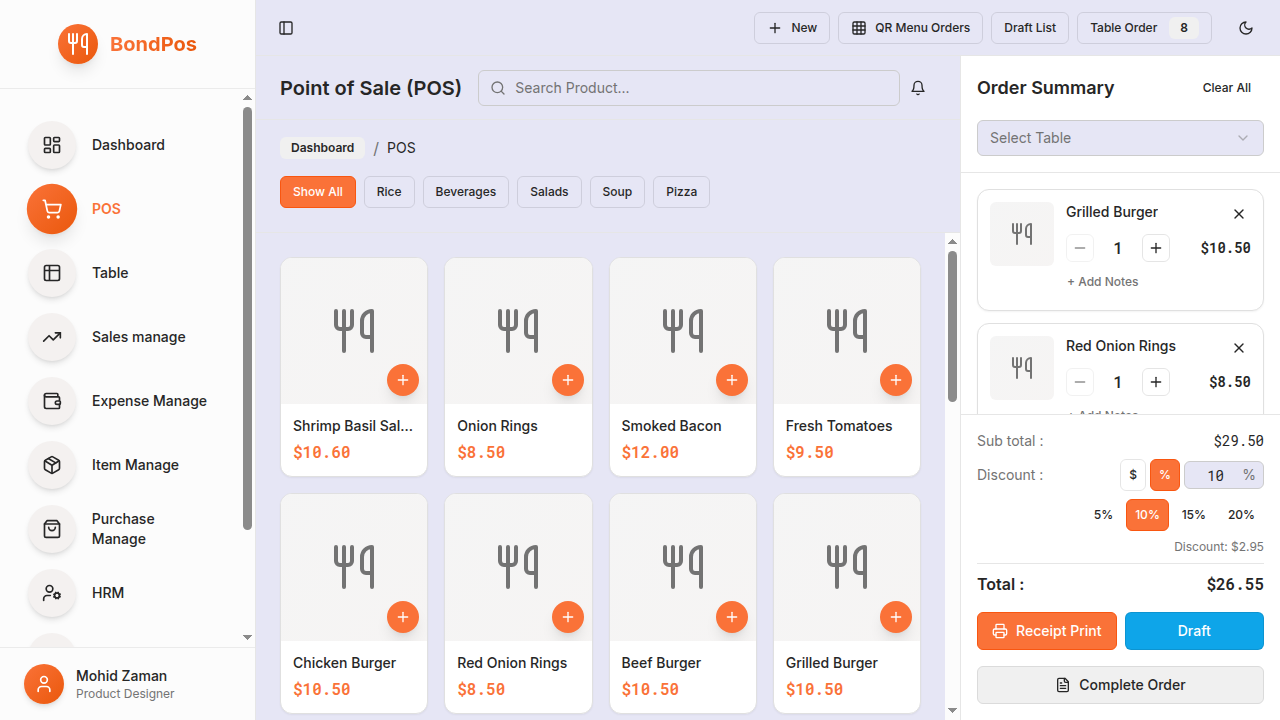 BondPos
Dashboard
POS
Table
Sales manage
Expense Manage
Item Manage
Purchase
Manage
HRM
Mohid Zaman
Product Designer
New
QR Menu Orders
Draft List
Table Order 8
Point of Sale (POS)
Search Product...
Dashboard / POS
Show All
Rice
Beverages
Salads
Soup
Pizza
Shrimp Basil Sal...
$10.60
Onion Rings
$8.50
Smoked Bacon
$12.00
Fresh Tomatoes
$9.50
Chicken Burger
$10.50
Red Onion Rings
$8.50
Beef Burger
$10.50
Grilled Burger
$10.50
Order Summary
Clear All
Select Table
Grilled Burger
1
$10.50
+ Add Notes
Red Onion Rings
1
$8.50
+ Add Notes
Sub total : $29.50
Discount : $ % 10 %
5% 10% 15% 20%
Discount: $2.95
Total : $26.55
Receipt Print
Draft
Complete Order